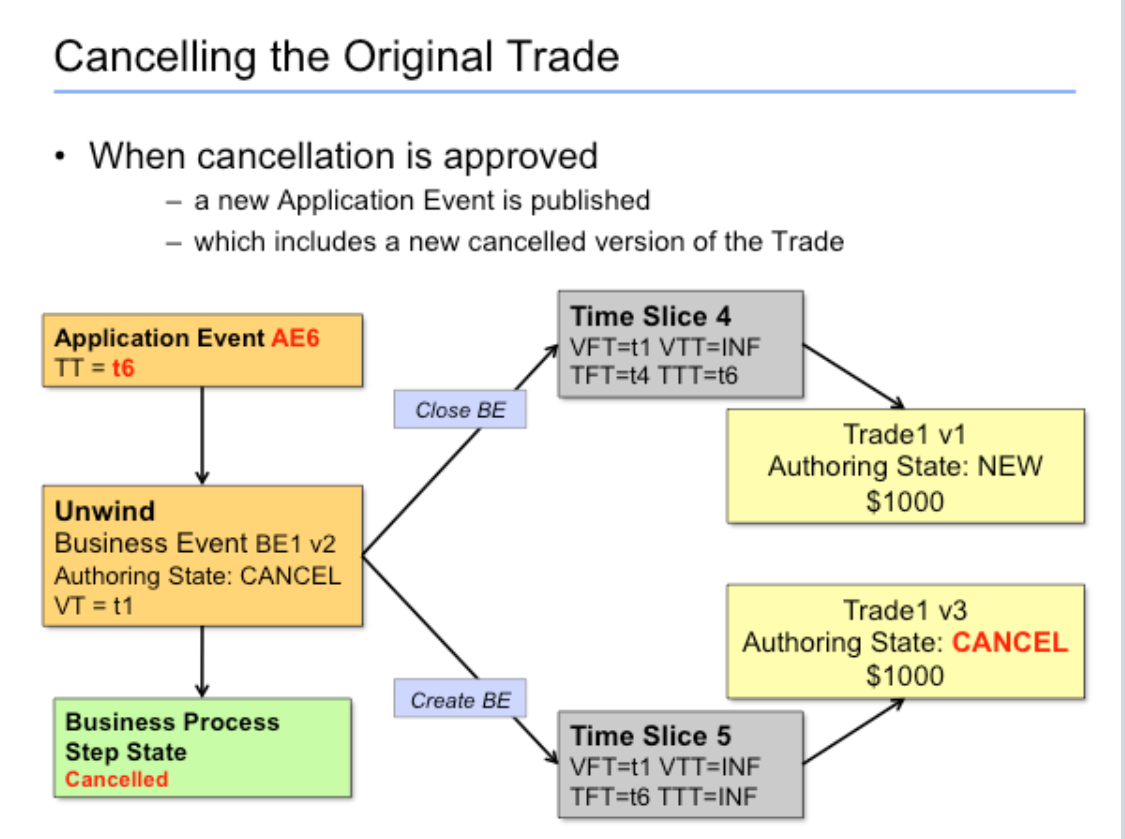 Cancelling the Original Trade
• When cancellation is approved
– a new Application Event is published
– which includes a new cancelled version of the Trade
Application Event AE6
TT = t6
Unwind
Business Event BE1 v2
Authoring State: CANCEL
VT = t1
Business Process
Step State
Cancelled
Close BE
Create BE
Time Slice 4
VFT=t1 VTT=INF
TFT=t4 TTT=t6
Trade1 v1
Authoring State: NEW
$1000
Trade1 v3
Authoring State: CANCEL
$1000
Time Slice 5
VFT=t1 VTT=INF
TFT=t6 TTT=INF